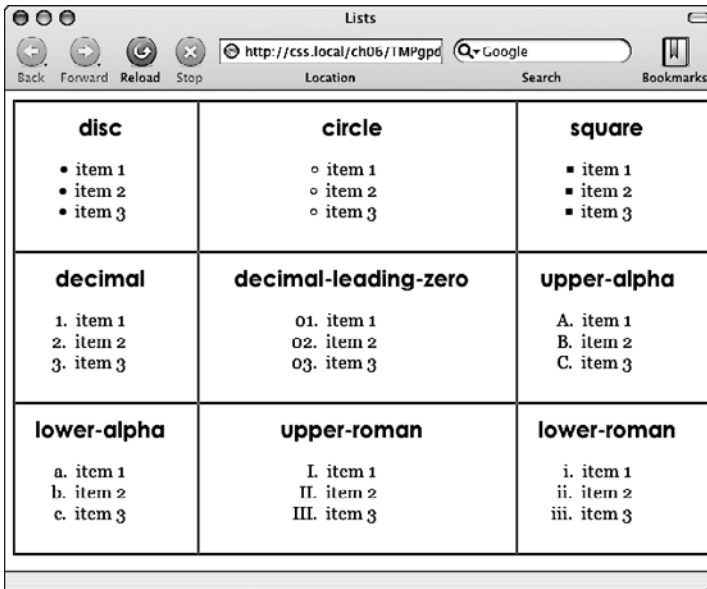 Lists
http://css.local/ch06/TMPgpd
Google
Back Forward Reload Stop Location Search Bookmarks
disc circle square
• item 1 ○ item 1 ▪ item 1
• item 2 ○ item 2 ▪ item 2
• item 3 ○ item 3 ▪ item 3
decimal decimal-leading-zero upper-alpha
1. item 1 01. item 1 A. item 1
2. item 2 02. item 2 B. item 2
3. item 3 03. item 3 C. item 3
lower-alpha upper-roman lower-roman
a. item 1 I. item 1 i. item 1
b. item 2 II. item 2 ii. item 2
c. item 3 III. item 3 iii. item 3